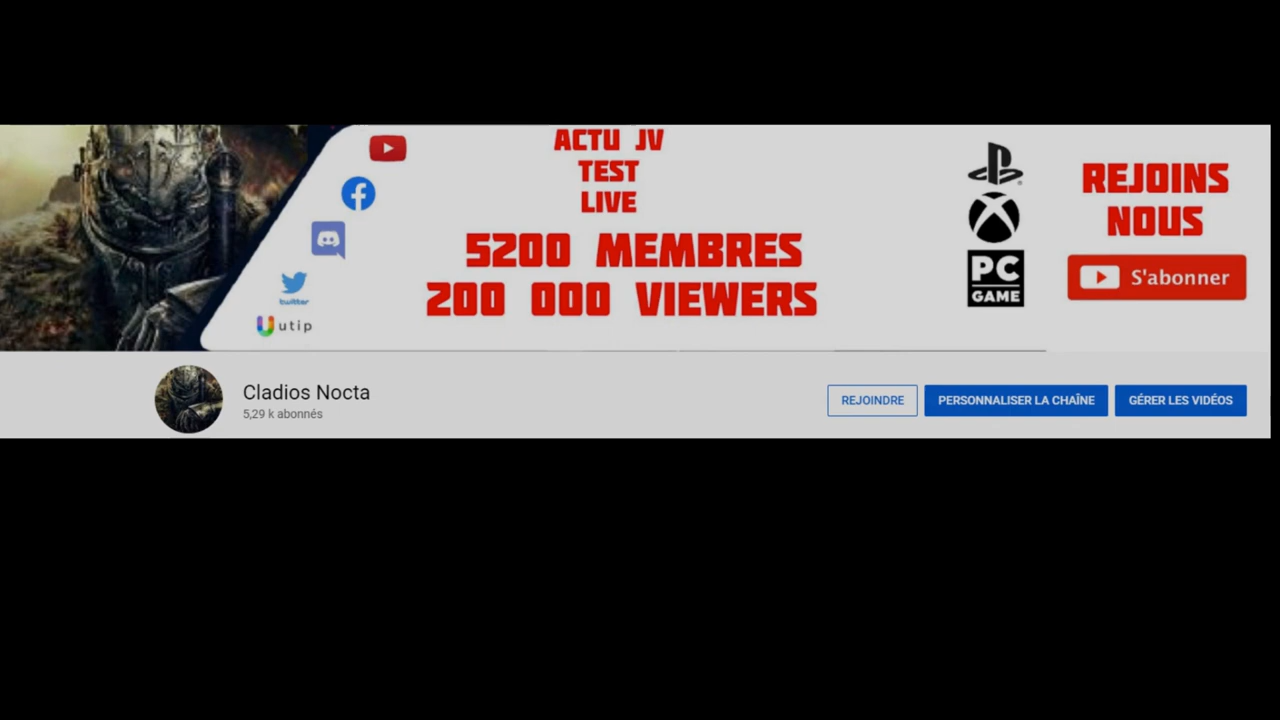 ACTU JV
TEST
LIVE
5200 MEMBRES
200 000 VIEWERS
twitter
utip
PC
GAME
REJOINS
NOUS
S'abonner
Cladios Nocta
5,29 k abonnés
REJOINDRE
PERSONNALISER LA CHAÎNE
GÉRER LES VIDÉOS